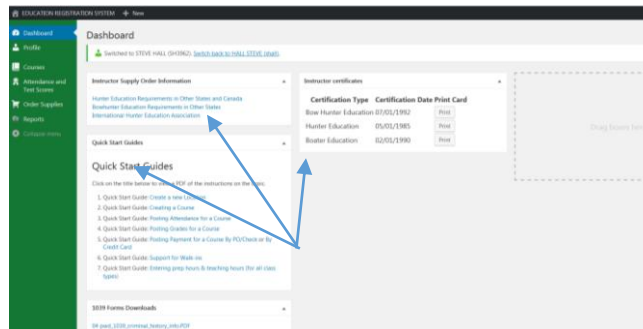 EDUCATION REGISTRATION SYSTEM + New
Dashboard
Profile
Courses
Attendance and
Test Scores
Order Supplies
Reports
Collapse menu
Dashboard
Switched to STEVE HALL (SH3962). Switch back to HALL STEVE (shall).
Instructor Supply Order Information
Hunter Education Requirements in Other States and Canada
Bowhunter Education Requirements in Other States
International Hunter Education Association
Quick Start Guides
Quick Start Guides
Click on the title below to view a PDF of the instructions on the topic.
1. Quick Start Guide: Create a new Location
2. Quick Start Guide: Creating a Course
3. Quick Start Guide: Posting Attendance for a Course
4. Quick Start Guide: Posting Grades for a Course
5. Quick Start Guide: Posting Payment for a Course By PO/Check or By
Credit Card
6. Quick Start Guide: Support for Walk-ins
7. Quick Start Guide: Entering prep hours & teaching hours (for all class
types)
1039 Forms Downloads
04 pwd_1039_criminal_history_info.PDF
Instructor certificates
Certification Type Certification Date Print Card
Bow Hunter Education 07/01/1992 Print
Hunter Education 05/01/1985 Print
Boater Education 02/01/1990 Print
Drag boxes here